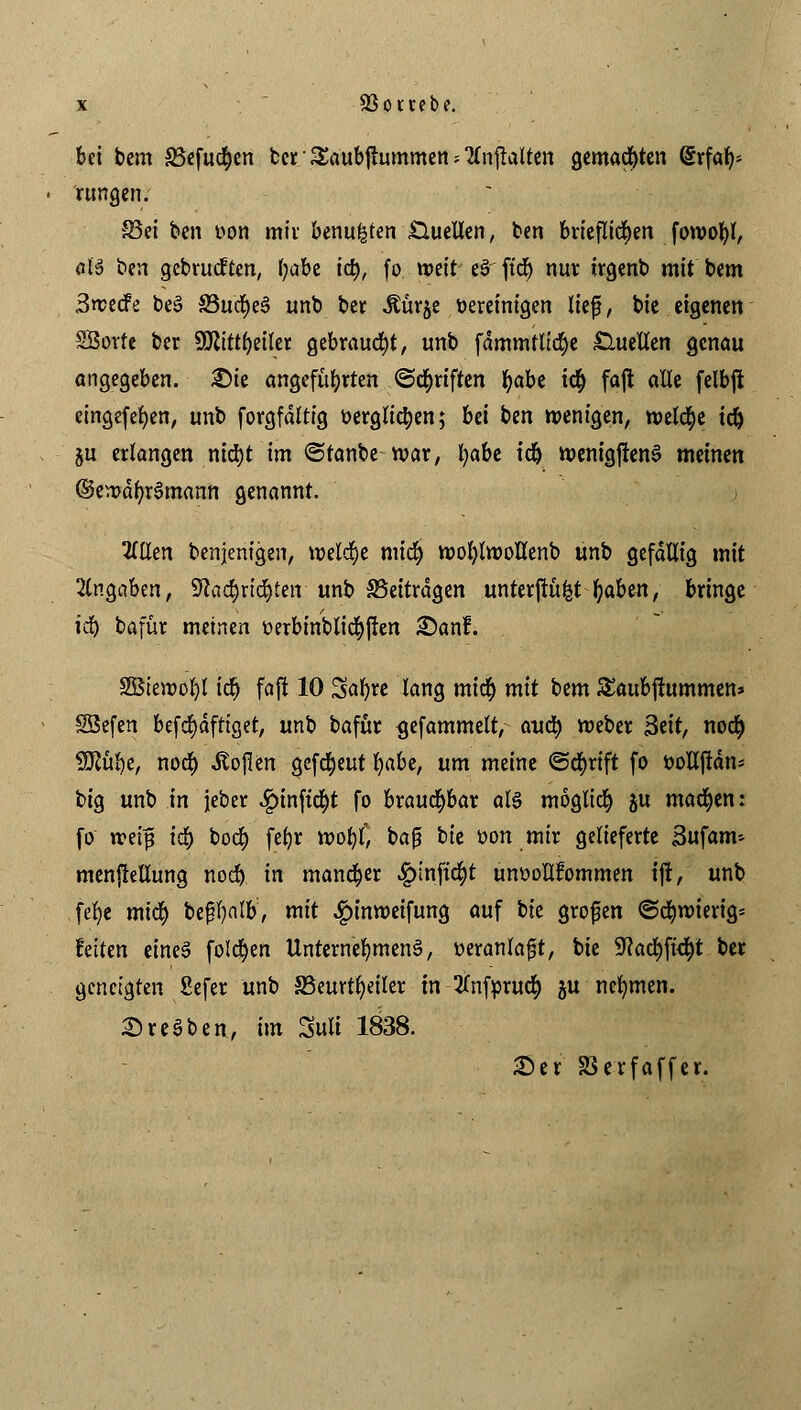 x Vorrede.
bei dem Besuchen der Taubstummen-Anstalten gemachten Erfah-
rungen.
Bei den von mir benutzten Quellen, den brieflichen sowohl,
als den gedruckten, habe ich, so weit es sich nur irgend mit dem
Zwecke des Buches und der Kürze vereinigen ließ, die eigenen
Worte der Mittheiler gebraucht, und sämmtliche Quellen genau
angegeben. Die angeführten Schriften habe ich fast alle selbst
eingesehen, und sorgfältig verglichen; bei den wenigen, welche ich
zu erlangen nicht im Stande war, habe ich wenigstens meinen
Gewährsmann genannt.
Allen denjenigen, welche mich wohlwollend und gefällig mit
Angaben, Nachrichten und Beiträgen unterstützt haben, bringe
ich dafür meinen verbindlichsten Dank.
Wiewohl ich fast 10 Jahre lang mich mit dem Taubstummen-
Wesen beschäftiget, und dafür gesammelt, auch weder Zeit, noch
Mühe, noch Kosten gescheut habe, um meine Schrift so vollstän-
dig und in jeder Hinsicht so brauchbar als möglich zu machen:
so weiß ich doch sehr wohl, daß die von mir gelieferte Zusam-
menstellung noch in mancher Hinsicht unvollkommen ist, und
sehe mich deßhalb, mit Hinweisung auf die großen Schwierig-
keiten eines solchen Unternehmens, veranlaßt, die Nachsicht der
geneigten Leser und Beurtheiler in Anspruch zu nehmen.
Dresden, im Juli 1838.
Der Verfasser.